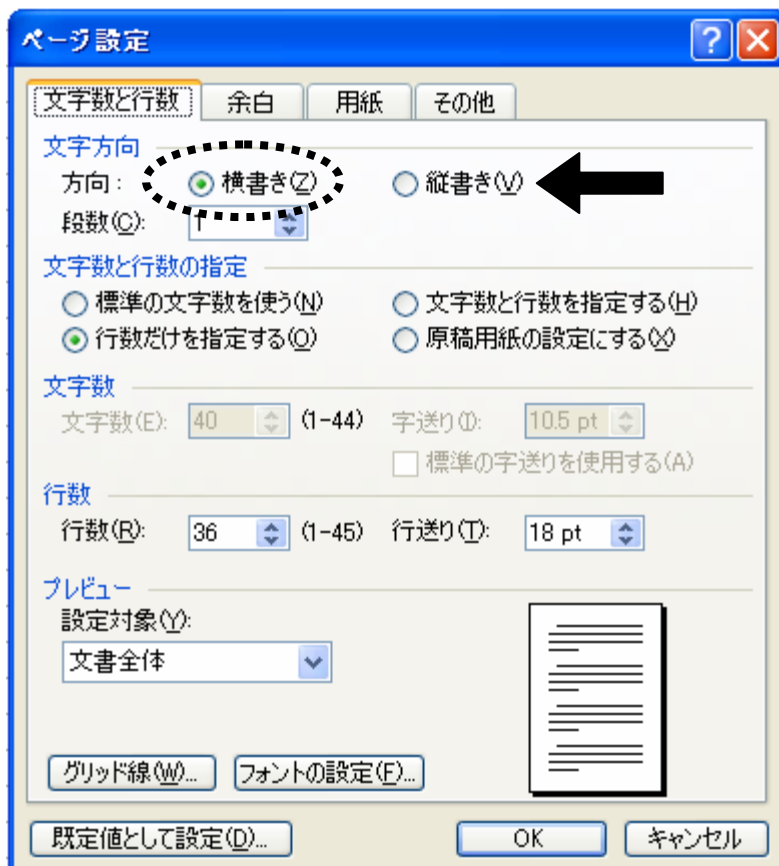 ページ設定
文字数と行数 余白 用紙 その他
文字方向
方向: 横書き(Z) 縦書き(V)
段数(C): 1
文字数と行数の指定
標準の文字数を使う(N) 文字数と行数を指定する(H)
行数だけを指定する(O) 原稿用紙の設定にする(X)
文字数
文字数(E): 40 (1-44) 字送り(I): 10.5 pt
標準の字送りを使用する(A)
行数
行数(R): 36 (1-45) 行送り(T): 18 pt
プレビュー
設定対象(Y):
文書全体
グリッド線(W)... フォントの設定(F)...
既定値として設定(D)... OK キャンセル